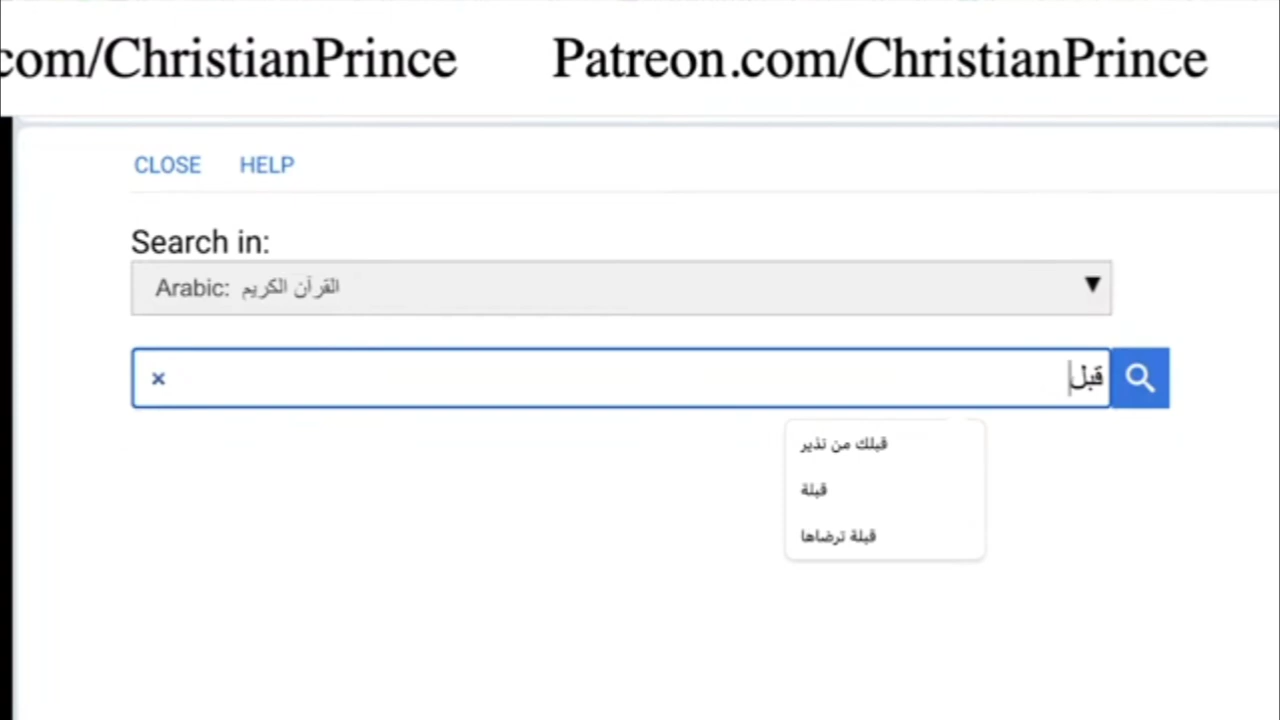 com/ChristianPrince Patreon.com/ChristianPrince
CLOSE HELP
Search in:
Arabic: القرآن الكريم
قبل
قبلك من نذير
قبلة
قبلة ترضاها